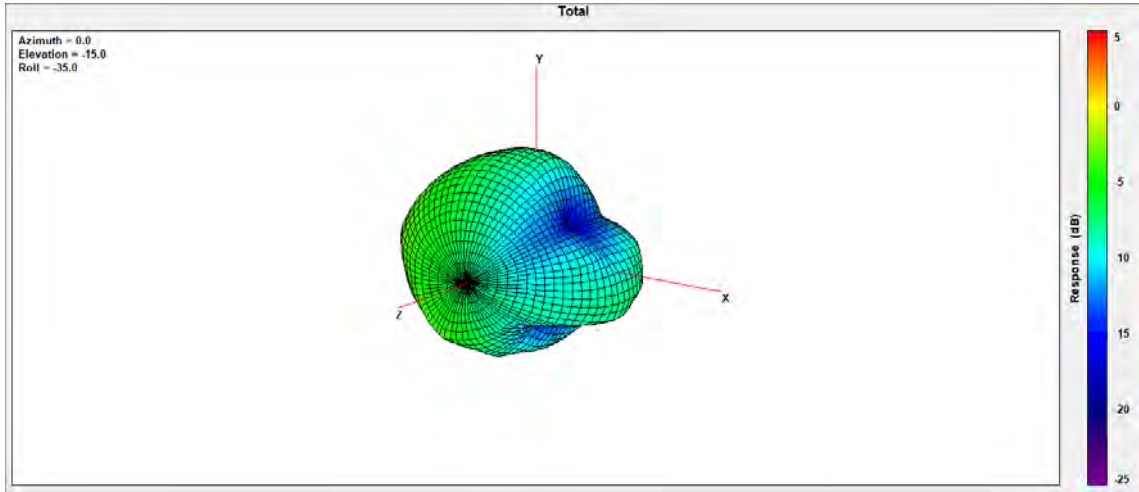 Total
Azimuth = 0.0
Elevation = -15.0
Roll = -35.0
Y
X
Z
5
0
5
10
15
-20
-25
Response (dB)